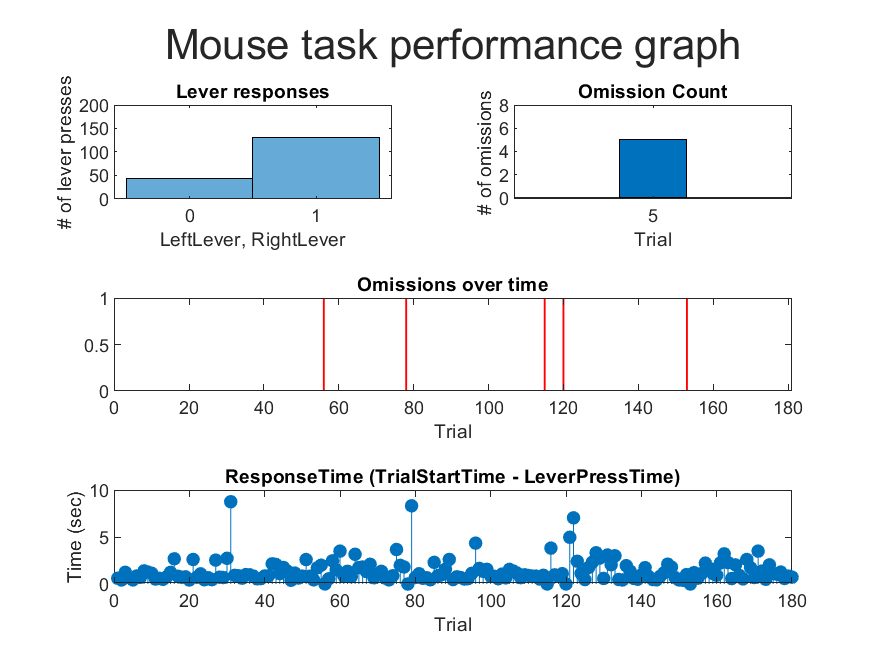 Mouse task performance graph
Lever responses
# of lever presses
200
150
100
50
0
0 1
LeftLever, RightLever
Omission Count
# of omissions
8
6
4
2
0
5
Trial
Omissions over time
1
0.5
0
0 20 40 60 80 100 120 140 160 180
Trial
ResponseTime (TrialStartTime - LeverPressTime)
Time (sec)
10
5
0
0 20 40 60 80 100 120 140 160 180
Trial